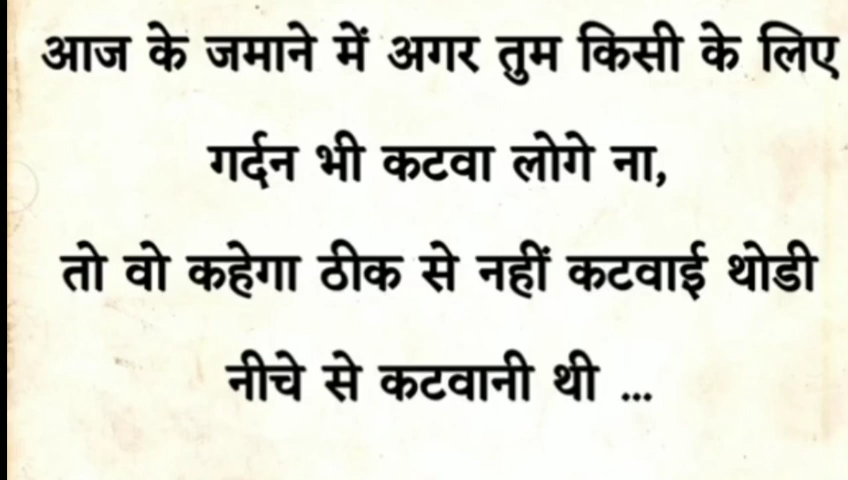 आज के जमाने में अगर तुम किसी के लिए
गर्दन भी कटवा लोगे ना,
तो वो कहेगा ठीक से नहीं कटवाई थोडी
नीचे से कटवानी थी ...